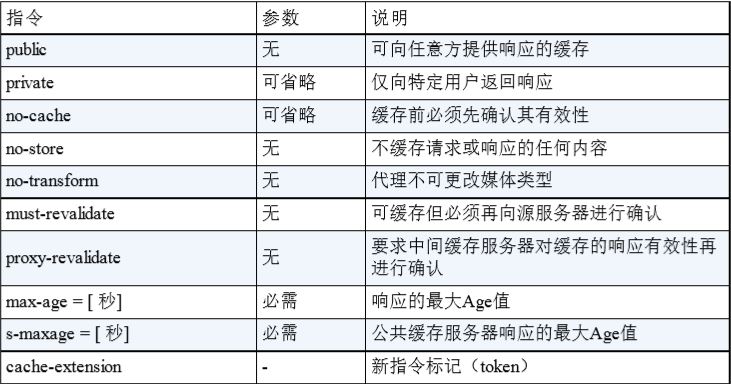 指令 参数 说明
public 无 可向任意方提供响应的缓存
private 可省略 仅向特定用户返回响应
no-cache 可省略 缓存前必须先确认其有效性
no-store 无 不缓存请求或响应的任何内容
no-transform 无 代理不可更改媒体类型
must-revalidate 无 可缓存但必须再向源服务器进行确认
proxy-revalidate 无 要求中间缓存服务器对缓存的响应有效性再
进行确认
max-age = [ 秒] 必需 响应的最大Age值
s-maxage = [ 秒] 必需 公共缓存服务器响应的最大Age值
cache-extension - 新指令标记（token）